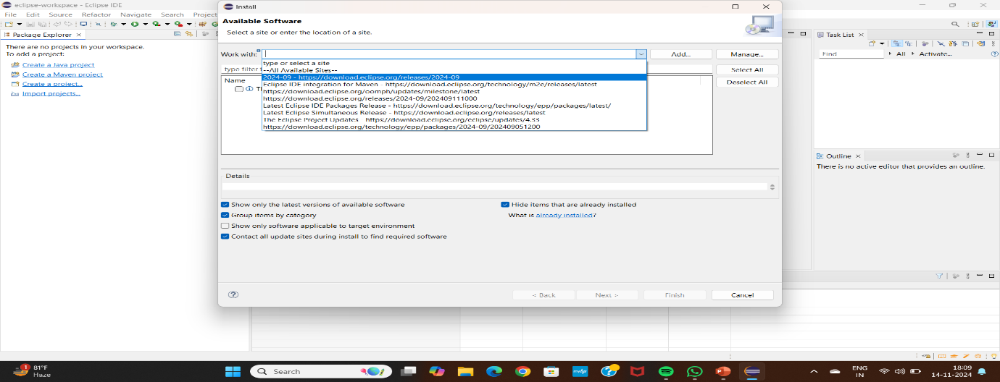 eclipse-workspace - Eclipse IDE
File Edit Source Refactor Navigate Search Project
Package Explorer
There are no projects in your workspace.
To add a project:
Create a Java project
Create a Maven project
Create a project...
Import projects...
Install
Available Software
Select a site or enter the location of a site.
Work with:
Add...
Manage...
type or select a site
--All Available Sites--
2024-09 - https://download.eclipse.org/releases/2024-09
Eclipse IDE integration for Maven - https://download.eclipse.org/technology/m2e/releases/latest
https://download.eclipse.org/oomph/updates/milestone/latest
https://download.eclipse.org/releases/2024-09/202409111000
Latest Eclipse IDE Packages Release - https://download.eclipse.org/technology/epp/packages/latest/
Latest Eclipse Simultaneous Release - https://download.eclipse.org/releases/latest
The Eclipse Project Updates - https://download.eclipse.org/eclipse/updates/4.33
https://download.eclipse.org/technology/epp/packages/2024-09/202409051200
type filter
Name
Select All
Deselect All
Details
Show only the latest versions of available software
Hide items that are already installed
Group items by category
What is already installed?
Show only software applicable to target environment
Contact all update sites during install to find required software
< Back
Next >
Finish
Cancel
Task List
Find
All
Activate...
Outline
There is no active editor that provides an outline.
1
81°F
Haze
Search
myhp
ENG
IN
18:09
14-11-2024